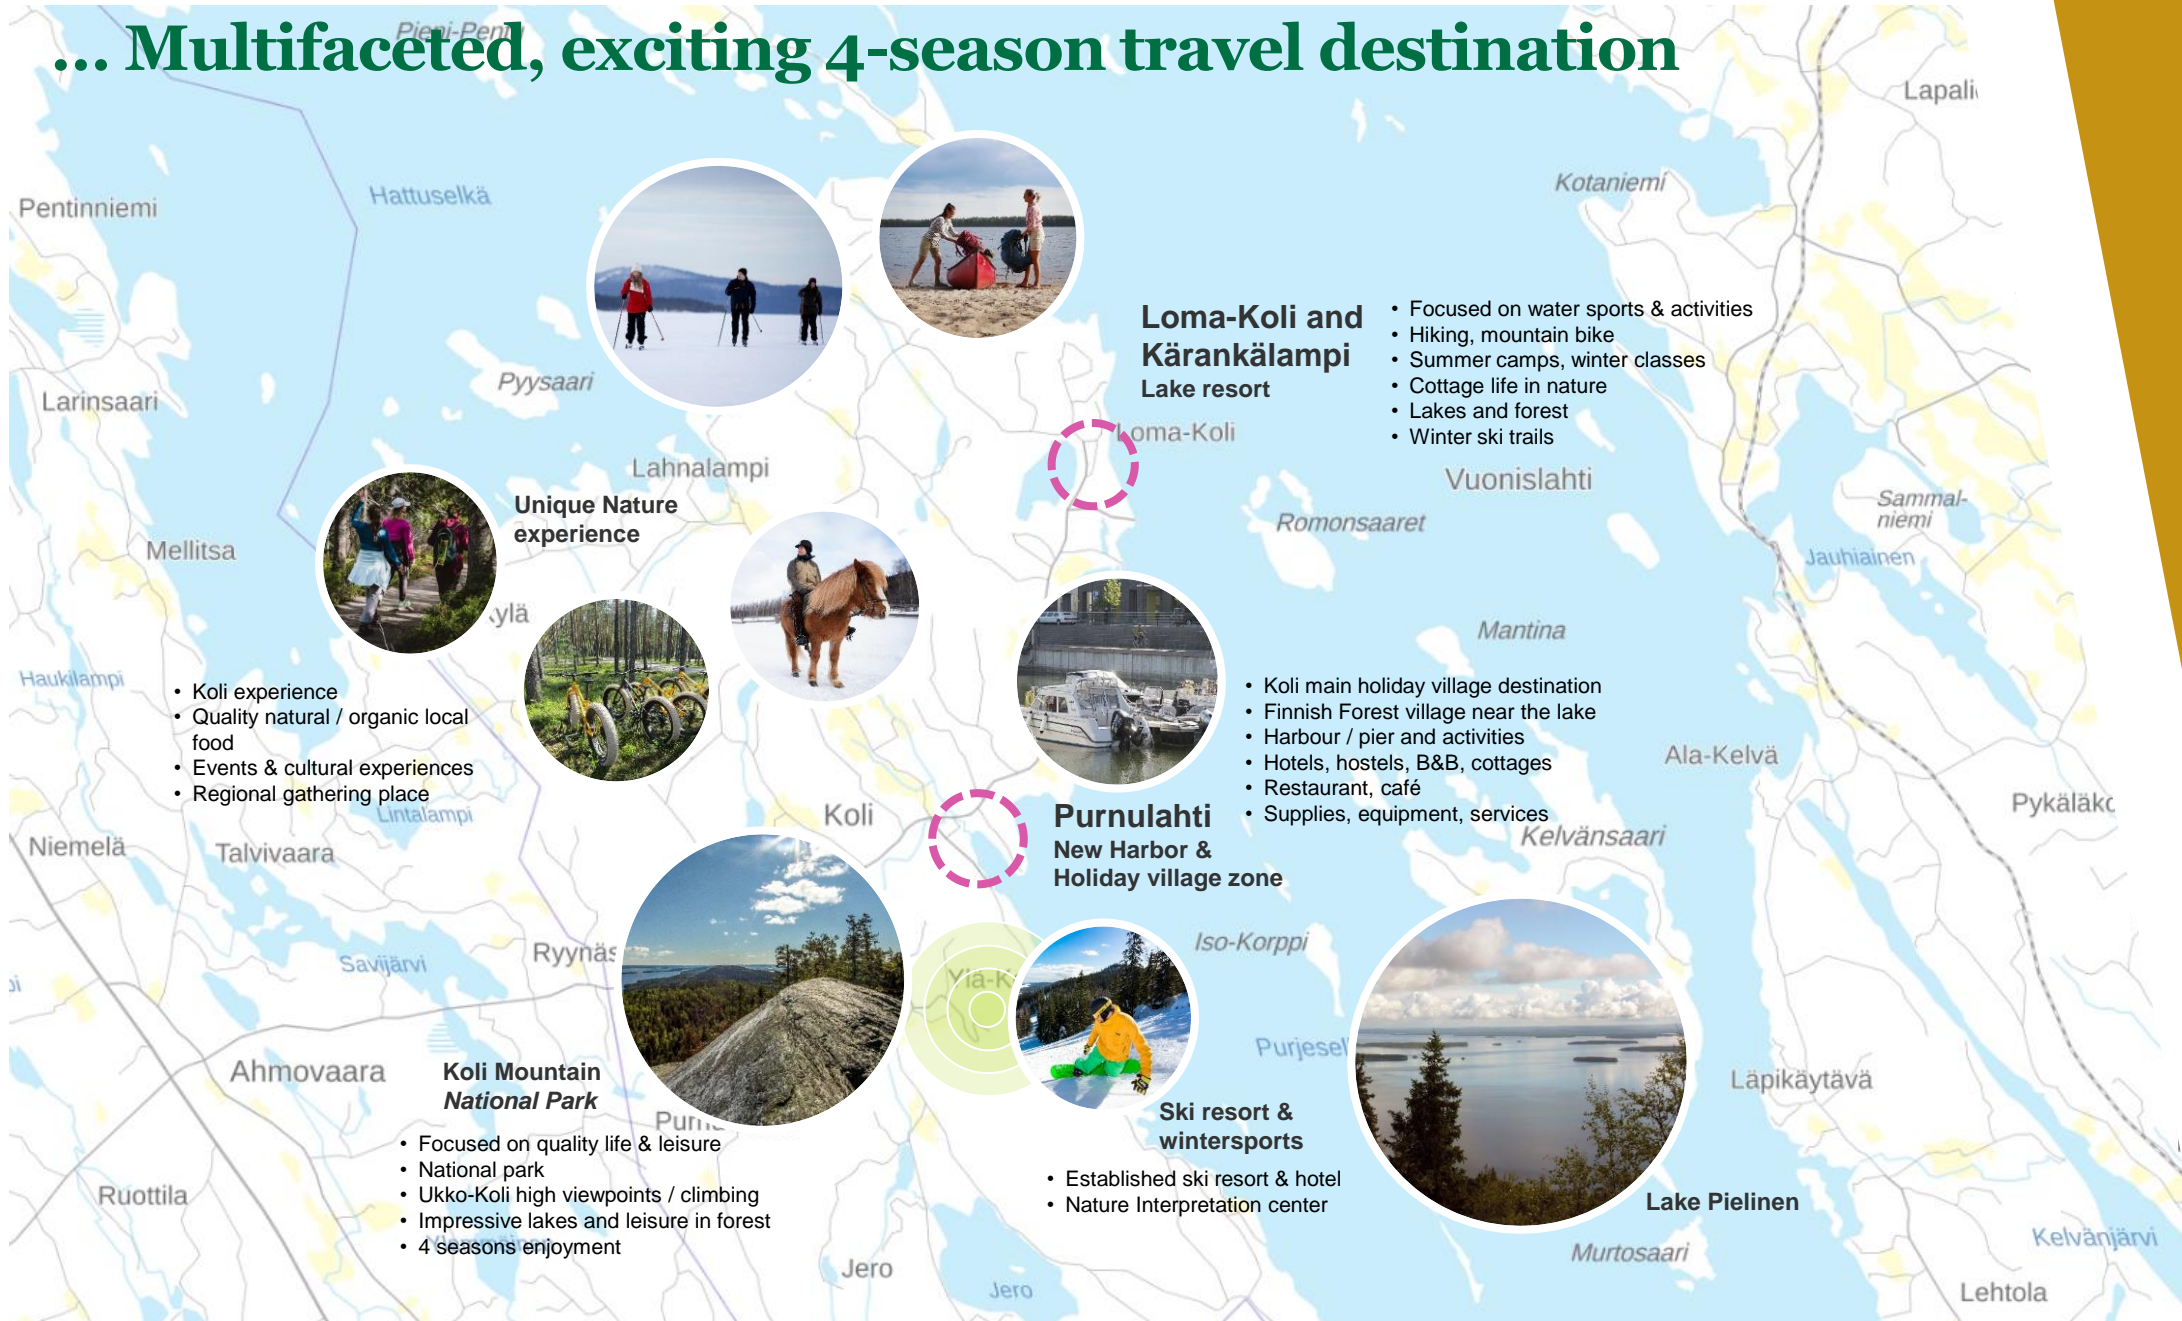 ... Multifaceted, exciting 4-season travel destination
Lapali
Kotaniemi
Hattuselkä
Pentinniemi
Loma-Koli and
Kärankälampi
Lake resort
• Focused on water sports & activities
• Hiking, mountain bike
• Summer camps, winter classes
• Cottage life in nature
• Lakes and forest
• Winter ski trails
Pyysaari
Larinsaari
Loma-Koli
Lahnalampi
Vuonislahti
Unique Nature
experience
Romonsaaret
Sammal-
niemi
Mellitsa
Jauhiainen
ylä
Mantina
Haukilampi
• Koli experience
• Quality natural / organic local
food
• Events & cultural experiences
• Regional gathering place
Lintalampi
• Koli main holiday village destination
• Finnish Forest village near the lake
• Harbour / pier and activities
• Hotels, hostels, B&B, cottages
• Restaurant, café
• Supplies, equipment, services
Ala-Kelvä
Koli
Purnulahti
New Harbor &
Holiday village zone
Pykäläkc
Kelvänsaari
Niemelä
Talvivaara
Ryynäs
Savijärvi
Ylä-K
Iso-Korppi
Purjesel
Ahmovaara
Koli Mountain
National Park
Läpikäytävä
• Focused on quality life & leisure
• National park
• Ukko-Koli high viewpoints / climbing
• Impressive lakes and leisure in forest
• 4 seasons enjoyment
Ski resort &
wintersports
• Established ski resort & hotel
• Nature Interpretation center
Ruottila
Lake Pielinen
Kelvänjärvi
Murtosaari
Jero
Jero
Lehtola